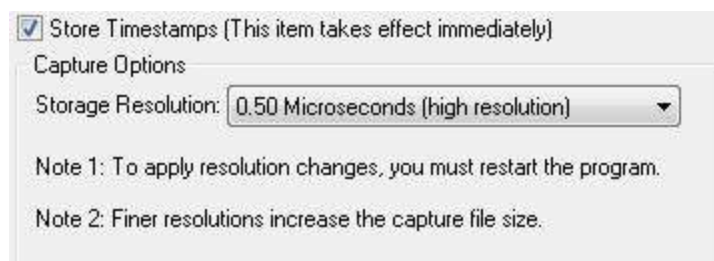 Store Timestamps (This item takes effect immediately)
Capture Options
Storage Resolution: 0.50 Microseconds (high resolution)
Note 1: To apply resolution changes, you must restart the program.
Note 2: Finer resolutions increase the capture file size.